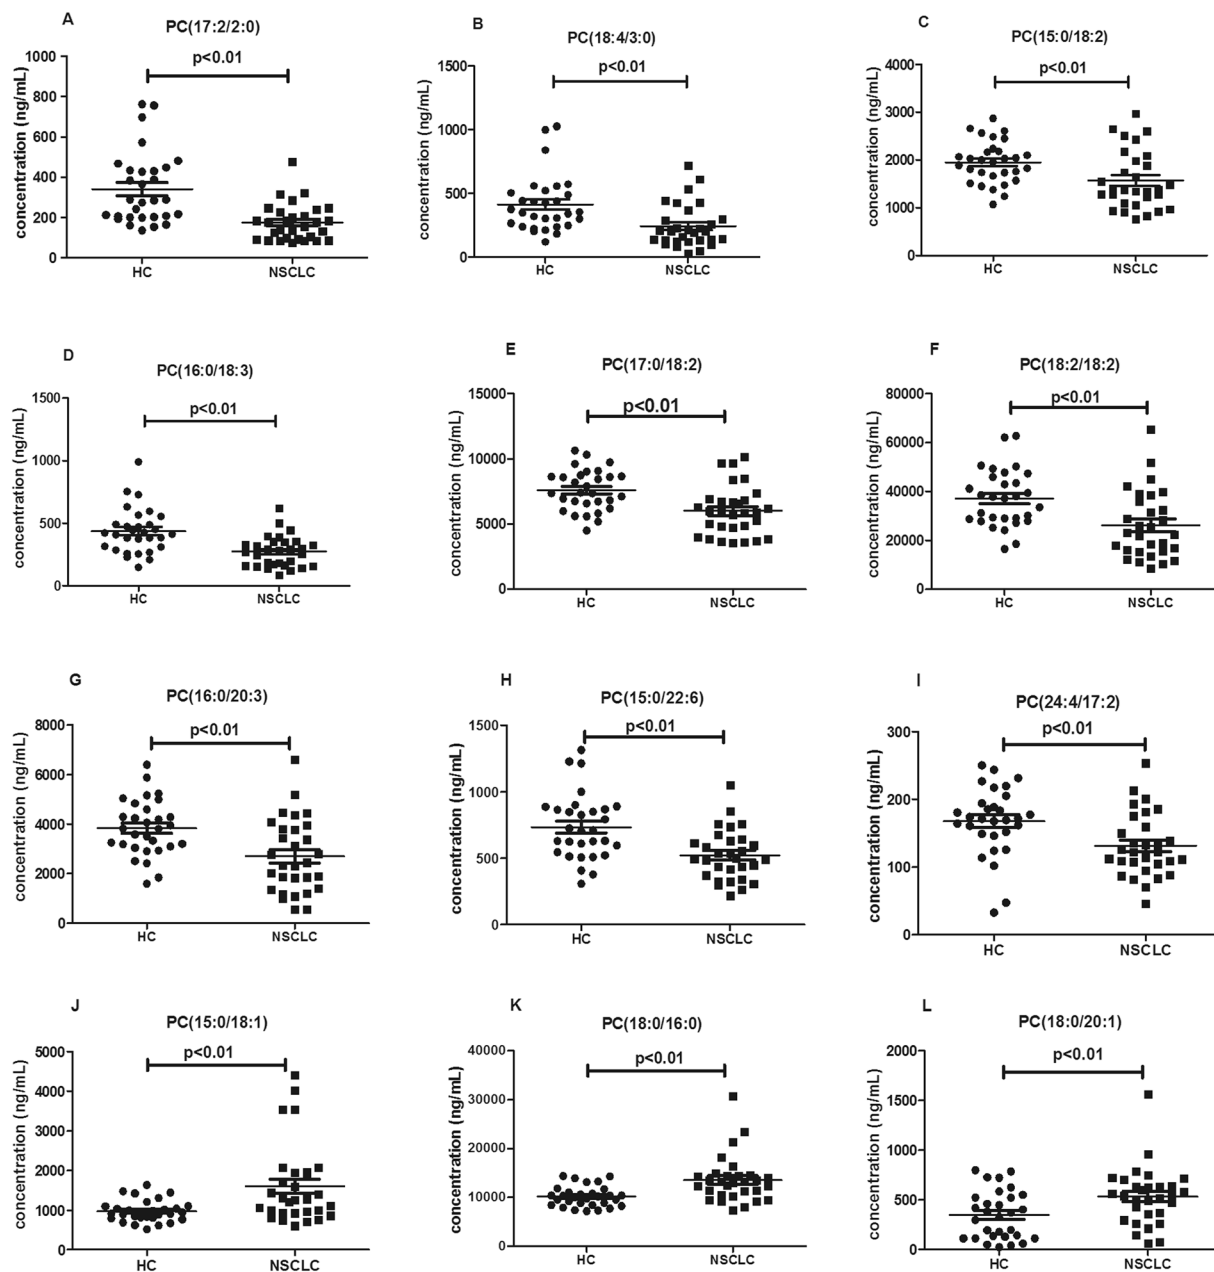 A
PC(17:2/2:0)
p<0.01
concentration (ng/mL)
1000
800
600
400
200
0
HC
NSCLC
B
PC(18:4/3:0)
p<0.01
concentration (ng/mL)
1500
1000
500
0
HC
NSCLC
C
PC(15:0/18:2)
p<0.01
concentration (ng/mL)
4000
3000
2000
1000
0
HC
NSCLC
D
PC(16:0/18:3)
p<0.01
concentration (ng/mL)
1500
1000
500
0
HC
NSCLC
E
PC(17:0/18:2)
p<0.01
concentration (ng/mL)
15000
10000
5000
0
HC
NSCLC
F
PC(18:2/18:2)
p<0.01
concentration (ng/mL)
80000
60000
40000
20000
0
HC
NSCLC
G
PC(16:0/20:3)
p<0.01
concentration (ng/mL)
8000
6000
4000
2000
0
HC
NSCLC
H
PC(15:0/22:6)
p<0.01
concentration (ng/mL)
1500
1000
500
0
HC
NSCLC
I
PC(24:4/17:2)
p<0.01
concentration (ng/mL)
300
200
100
0
HC
NSCLC
J
PC(15:0/18:1)
p<0.01
concentration (ng/mL)
5000
4000
3000
2000
1000
0
HC
NSCLC
K
PC(18:0/16:0)
p<0.01
concentration (ng/mL)
40000
30000
20000
10000
0
HC
NSCLC
L
PC(18:0/20:1)
p<0.01
concentration (ng/mL)
2000
1500
1000
500
0
HC
NSCLC